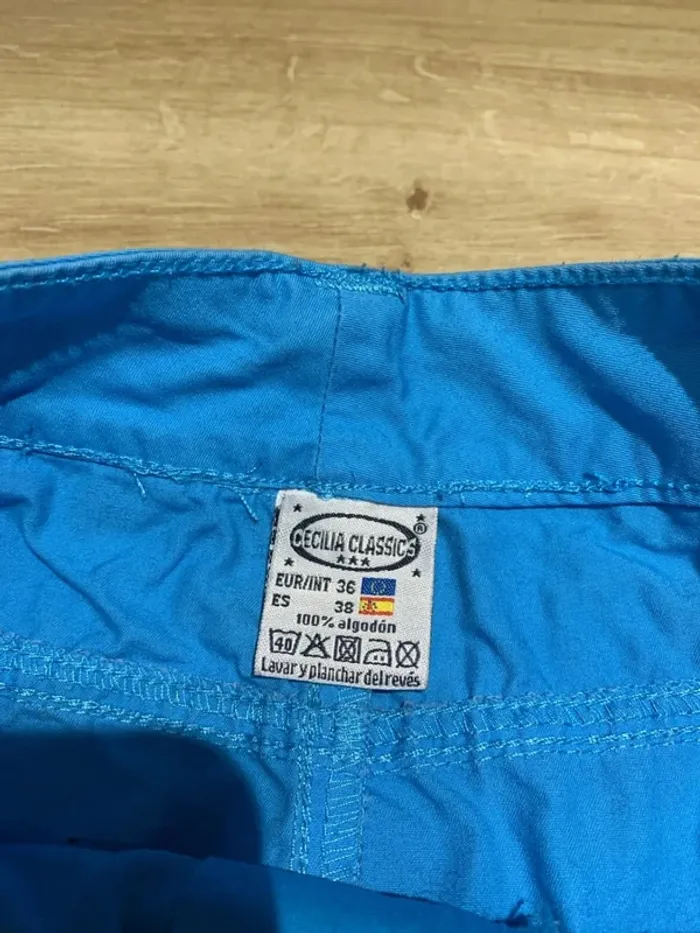 CECILIA CLASSICS ®
EUR/INT 36
ES 38
100% algodón
40
Lavar y planchar del revés